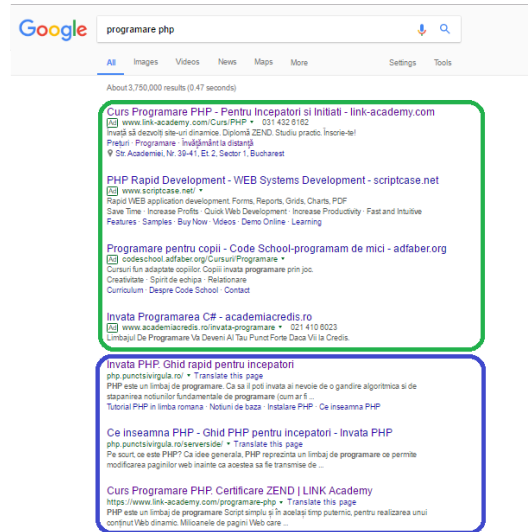 Google programare php
All Images Videos News Maps More Settings Tools
About 3,750,000 results (0.47 seconds)
Curs Programare PHP - Pentru Incepatori si Initiati - link-academy.com
Ad www.link-academy.com/Curs/PHP ▾ 031 432 6162
Învață să dezvolți site-uri dinamice. Diplomă ZEND. Studiu practic. Înscrie-te!
Prețuri · Programare · Învățământ la distanță
Str. Academiei, Nr. 39-41, Et. 2, Sector 1, Bucharest
PHP Rapid Development - WEB Systems Development - scriptcase.net
Ad www.scriptcase.net/ ▾
Rapid WEB application development. Forms, Reports, Grids, Charts, PDF
Save Time · Increase Profits · Quick Web Development · Increase Productivity · Fast and Intuitive
Features · Samples · Buy Now · Videos · Demo Online · Learning
Programare pentru copii - Code School-programam de mici - adfaber.org
Ad codeschool.adfaber.org/Cursuri/Programare ▾
Cursuri fun adaptate copiilor. Copiii invata programare prin joc.
Creativitate · Spirit de echipa · Relationare
Curriculum · Despre Code School · Contact
Invata Programarea C# - academiacredis.ro
Ad www.academiacredis.ro/invata-programare ▾ 021 410 6023
Limbajul De Programare Va Deveni Al Tau Punct Forte Daca Vii la Credis.
Invata PHP. Ghid rapid pentru incepatori
php.punctsivirgula.ro/ ▾ Translate this page
PHP este un limbaj de programare. Ca sa il poti invata ai nevoie de o gandire algoritmica si de
stapanirea notiunilor fundamentale de programare (cum ar fi ...
Tutorial PHP in limba romana · Notiuni de baza · Instalare PHP · Ce inseamna PHP
Ce inseamna PHP - Ghid PHP pentru incepatori - Invata PHP
php.punctsivirgula.ro/serverside/ ▾ Translate this page
Pe scurt, ce este PHP? Ca idee generala, PHP reprezinta un limbaj de programare ce permite
modificarea paginilor web inainte ca acestea sa fie transmise de ...
Curs Programare PHP. Certificare ZEND | LINK Academy
https://www.link-academy.com/programare-php ▾ Translate this page
PHP este un limbaj de programare Script simplu și în același timp puternic, pentru realizarea unui
conținut Web dinamic. Milioanele de pagini Web care ...